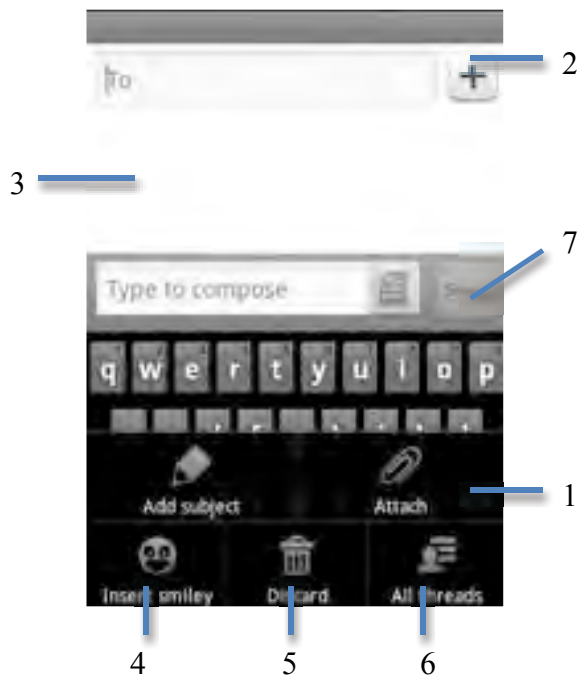 To
2
3
7
Type to compose
q w e r t y u i o p
1
Add subject
Attach
Insert smiley
Discard
All threads
4
5
6